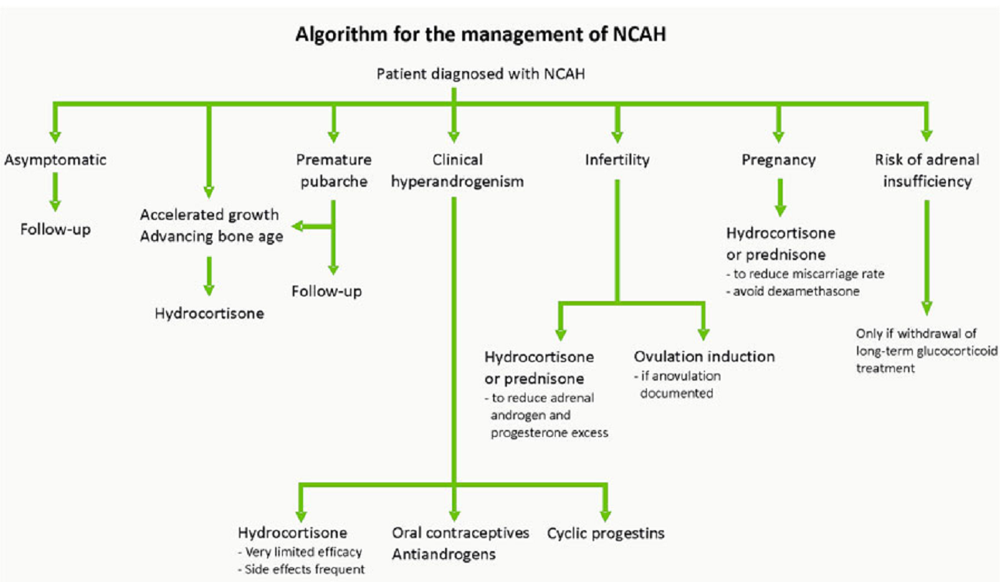 Algorithm for the management of NCAH
Patient diagnosed with NCAH
Asymptomatic
Follow-up
Accelerated growth
Advancing bone age
Hydrocortisone
Premature
pubarche
Follow-up
Clinical
hyperandrogenism
Hydrocortisone
- Very limited efficacy
- Side effects frequent
Oral contraceptives
Antiandrogens
Cyclic progestins
Infertility
Hydrocortisone
or prednisone
- to reduce adrenal
androgen and
progesterone excess
Ovulation induction
- if anovulation
documented
Pregnancy
Hydrocortisone
or prednisone
- to reduce miscarriage rate
- avoid dexamethasone
Risk of adrenal
insufficiency
Only if withdrawal of
long-term glucocorticoid
treatment